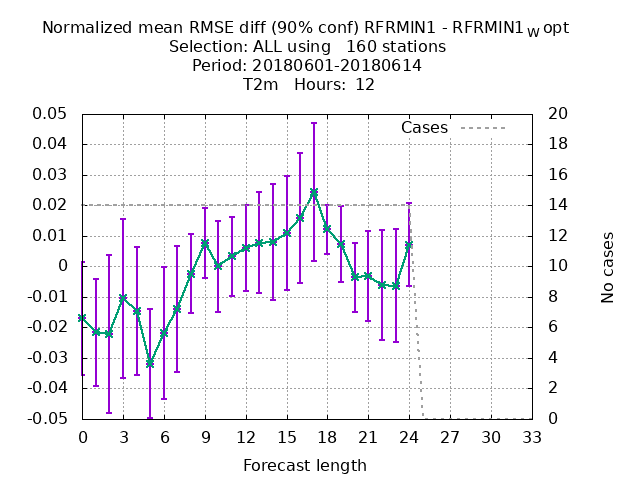 Normalized mean RMSE diff (90% conf) RFRMIN1 - RFRMIN1_W opt
Selection: ALL using   160 stations
Period: 20180601-20180614
T2m   Hours:  12
Cases
0.05
0.04
0.03
0.02
0.01
0
-0.01
-0.02
-0.03
-0.04
-0.05
20
18
16
14
12
10
8
6
4
2
0
No cases
0 3 6 9 12 15 18 21 24 27 30 33
Forecast length